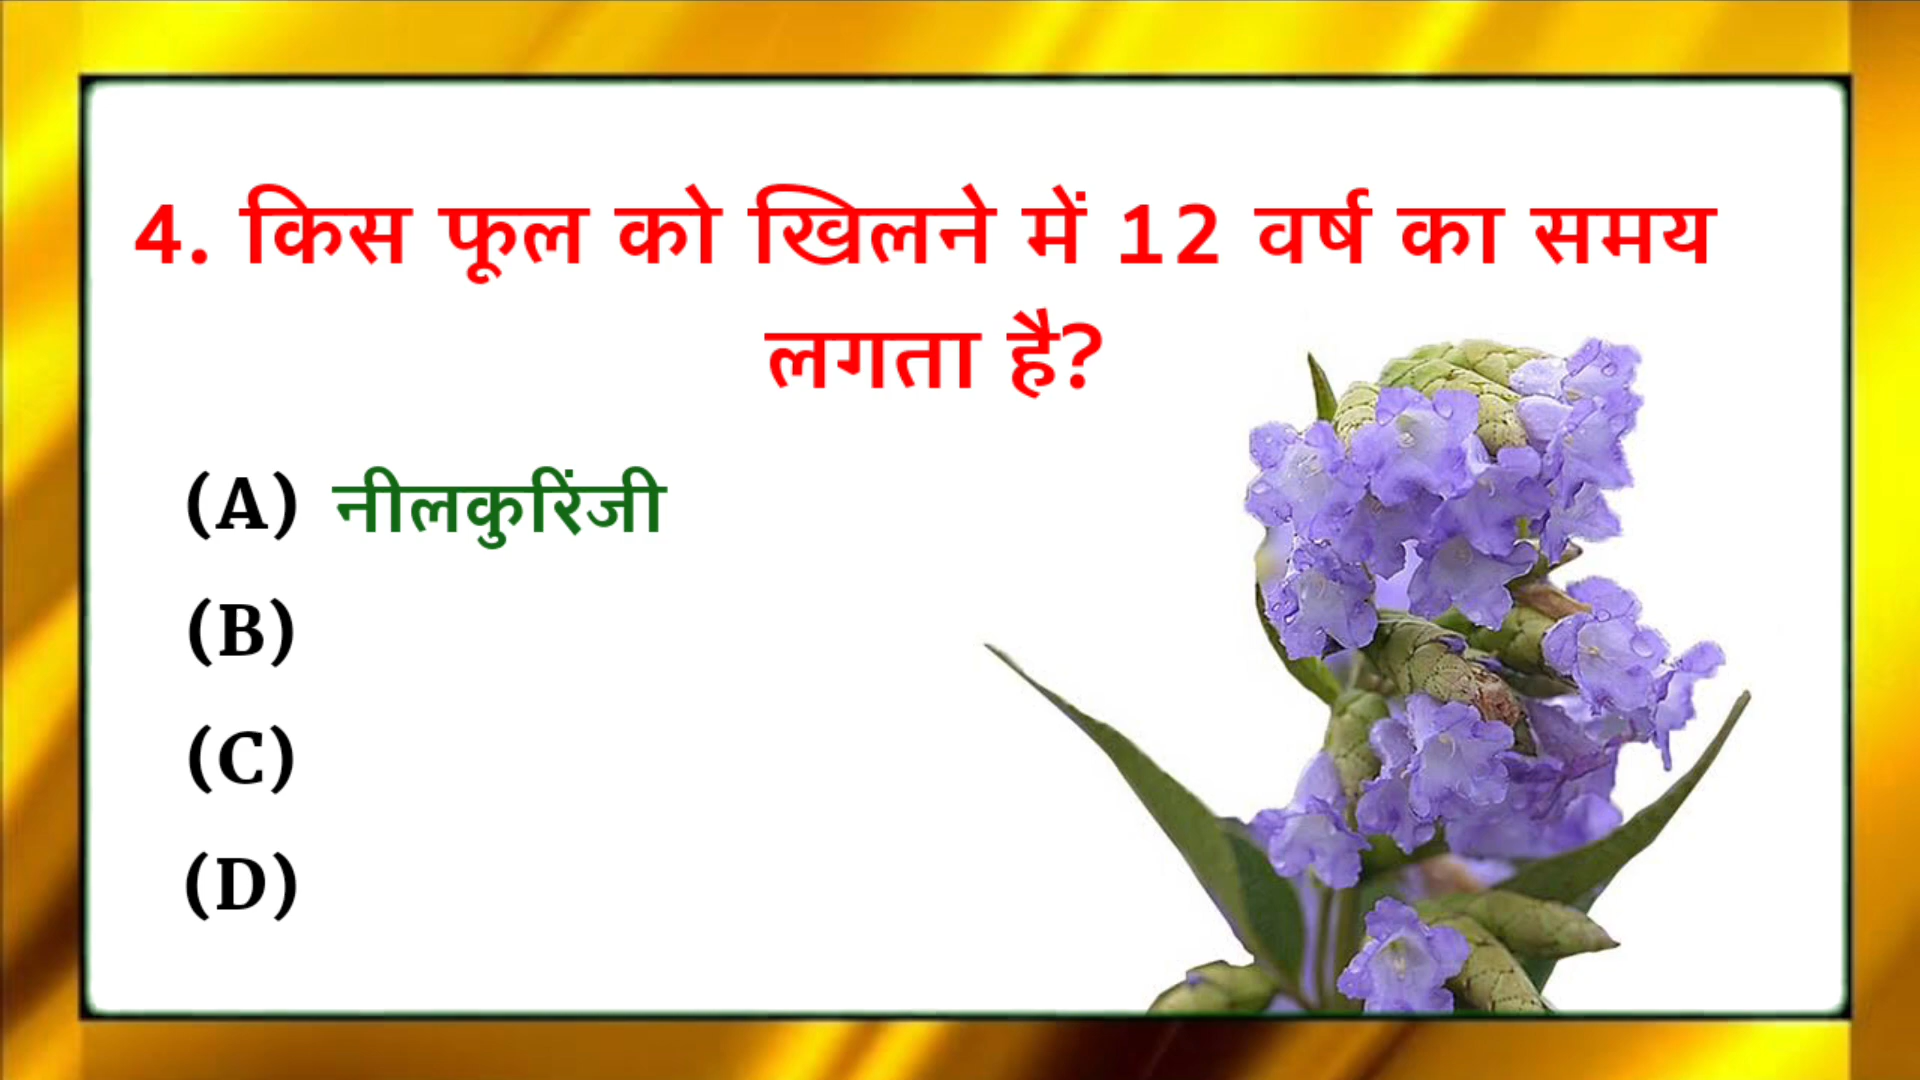 4. किस फूल को खिलने में 12 वर्ष का समय
लगता है?
(A) नीलकुरिंजी
(B)
(C)
(D)